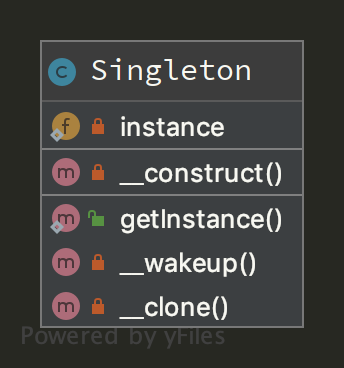 C Singleton
f instance
m __construct()
m getInstance()
m __wakeup()
m __clone()
Powered by yFiles